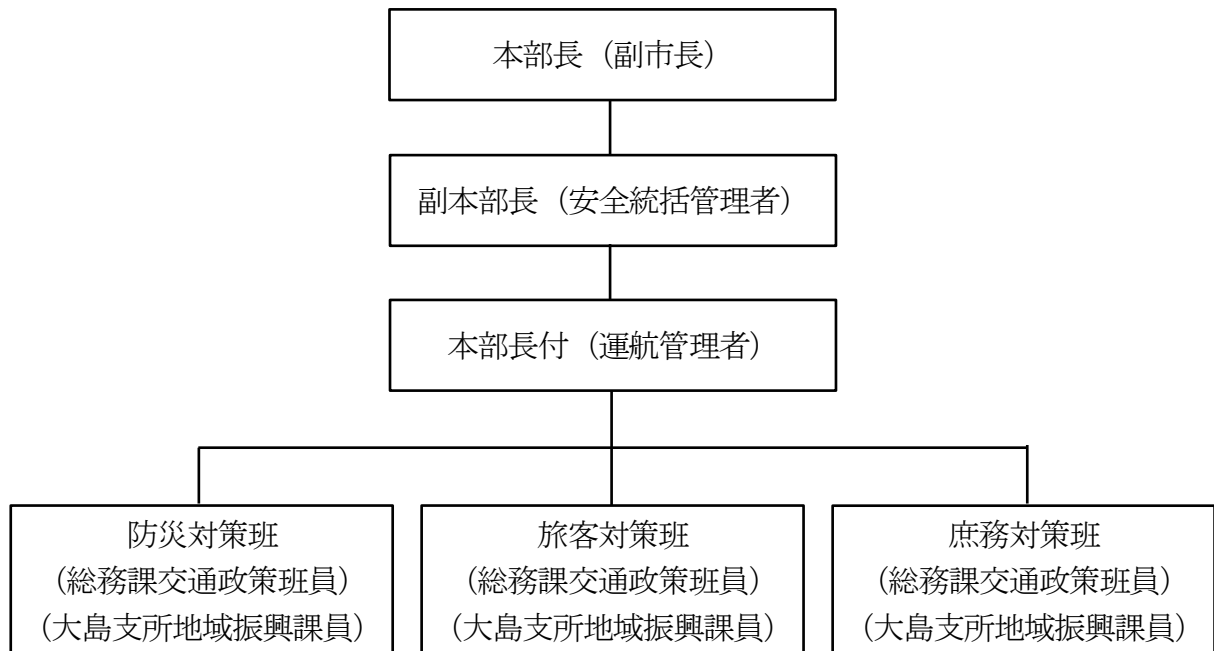 本部長（副市長）
副本部長（安全統括管理者）
本部長付（運航管理者）
防災対策班
（総務課交通政策班員）
（大島支所地域振興課員）
旅客対策班
（総務課交通政策班員）
（大島支所地域振興課員）
庶務対策班
（総務課交通政策班員）
（大島支所地域振興課員）